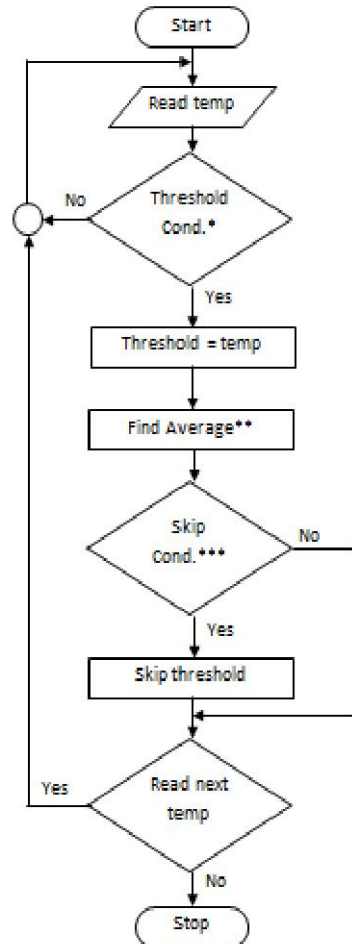 Start
Read temp
No
Threshold
Cond.*
Yes
Threshold = temp
Find Average**
Skip
Cond.***
No
Yes
Skip threshold
Yes
Read next
temp
No
Stop